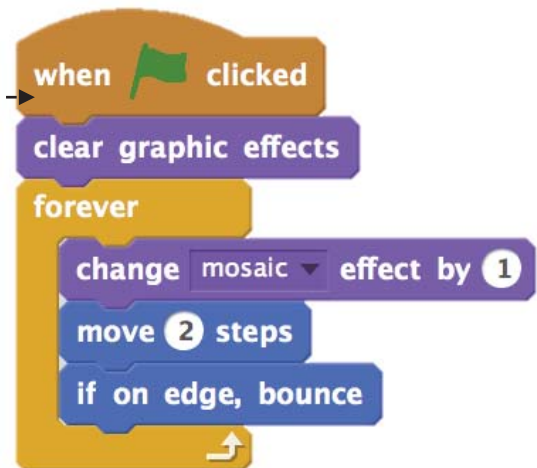 when clicked
clear graphic effects
forever
change mosaic effect by 1
move 2 steps
if on edge, bounce